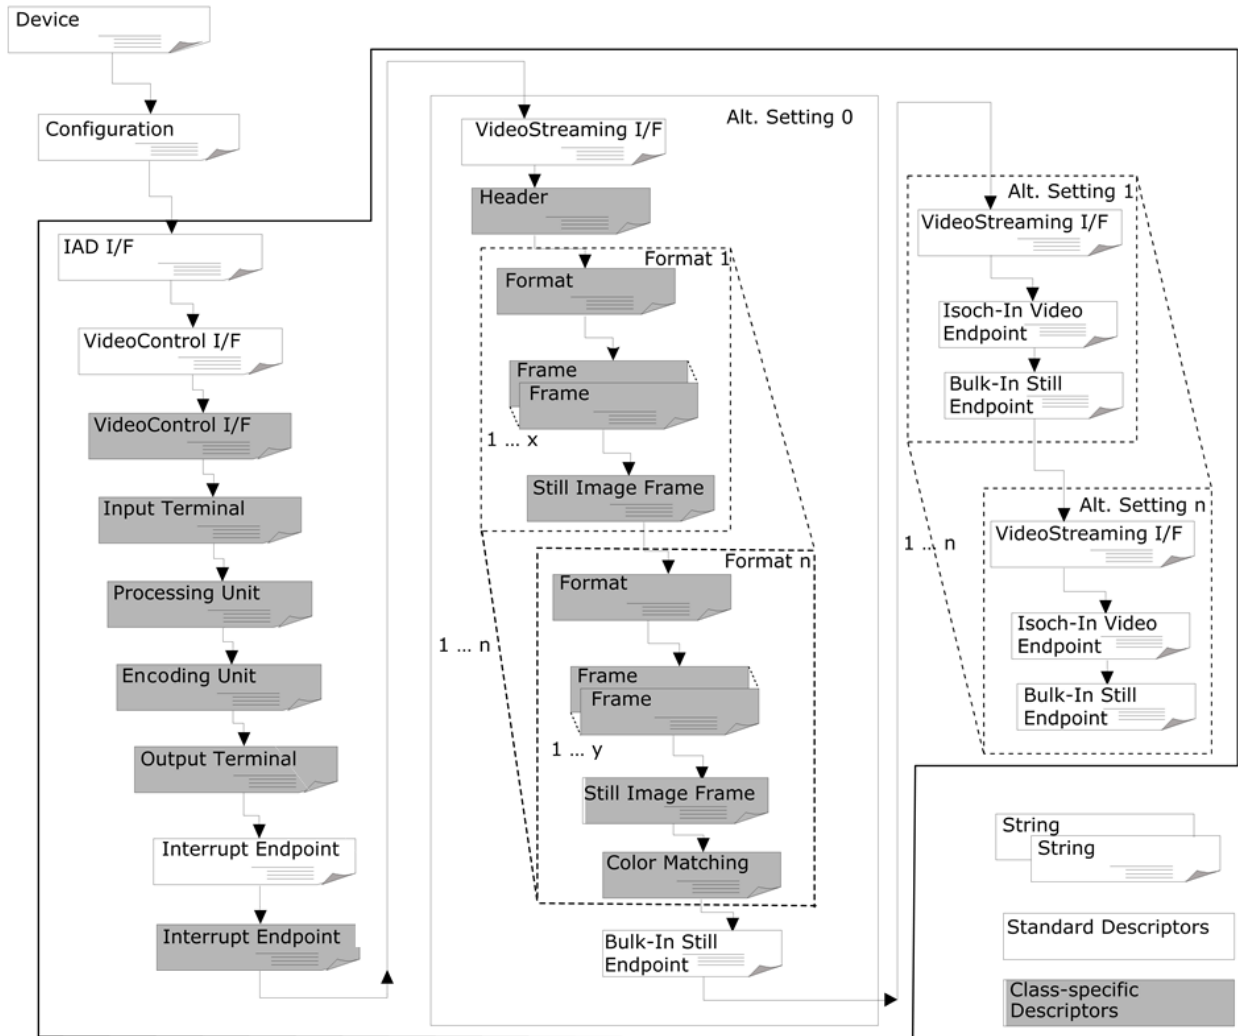 Device
Configuration
IAD I/F
VideoControl I/F
VideoControl I/F
Input Terminal
Processing Unit
Encoding Unit
Output Terminal
Interrupt Endpoint
Interrupt Endpoint
Alt. Setting 0
VideoStreaming I/F
Header
Format 1
Format
Frame
Frame
1 ... x
Still Image Frame
Format n
Format
1 ... n
Frame
Frame
1 ... y
Still Image Frame
Color Matching
Bulk-In Still
Endpoint
Alt. Setting 1
VideoStreaming I/F
Isoch-In Video
Endpoint
Bulk-In Still
Endpoint
Alt. Setting n
VideoStreaming I/F
1 ... n
Isoch-In Video
Endpoint
Bulk-In Still
Endpoint
String
String
Standard Descriptors
Class-specific
Descriptors